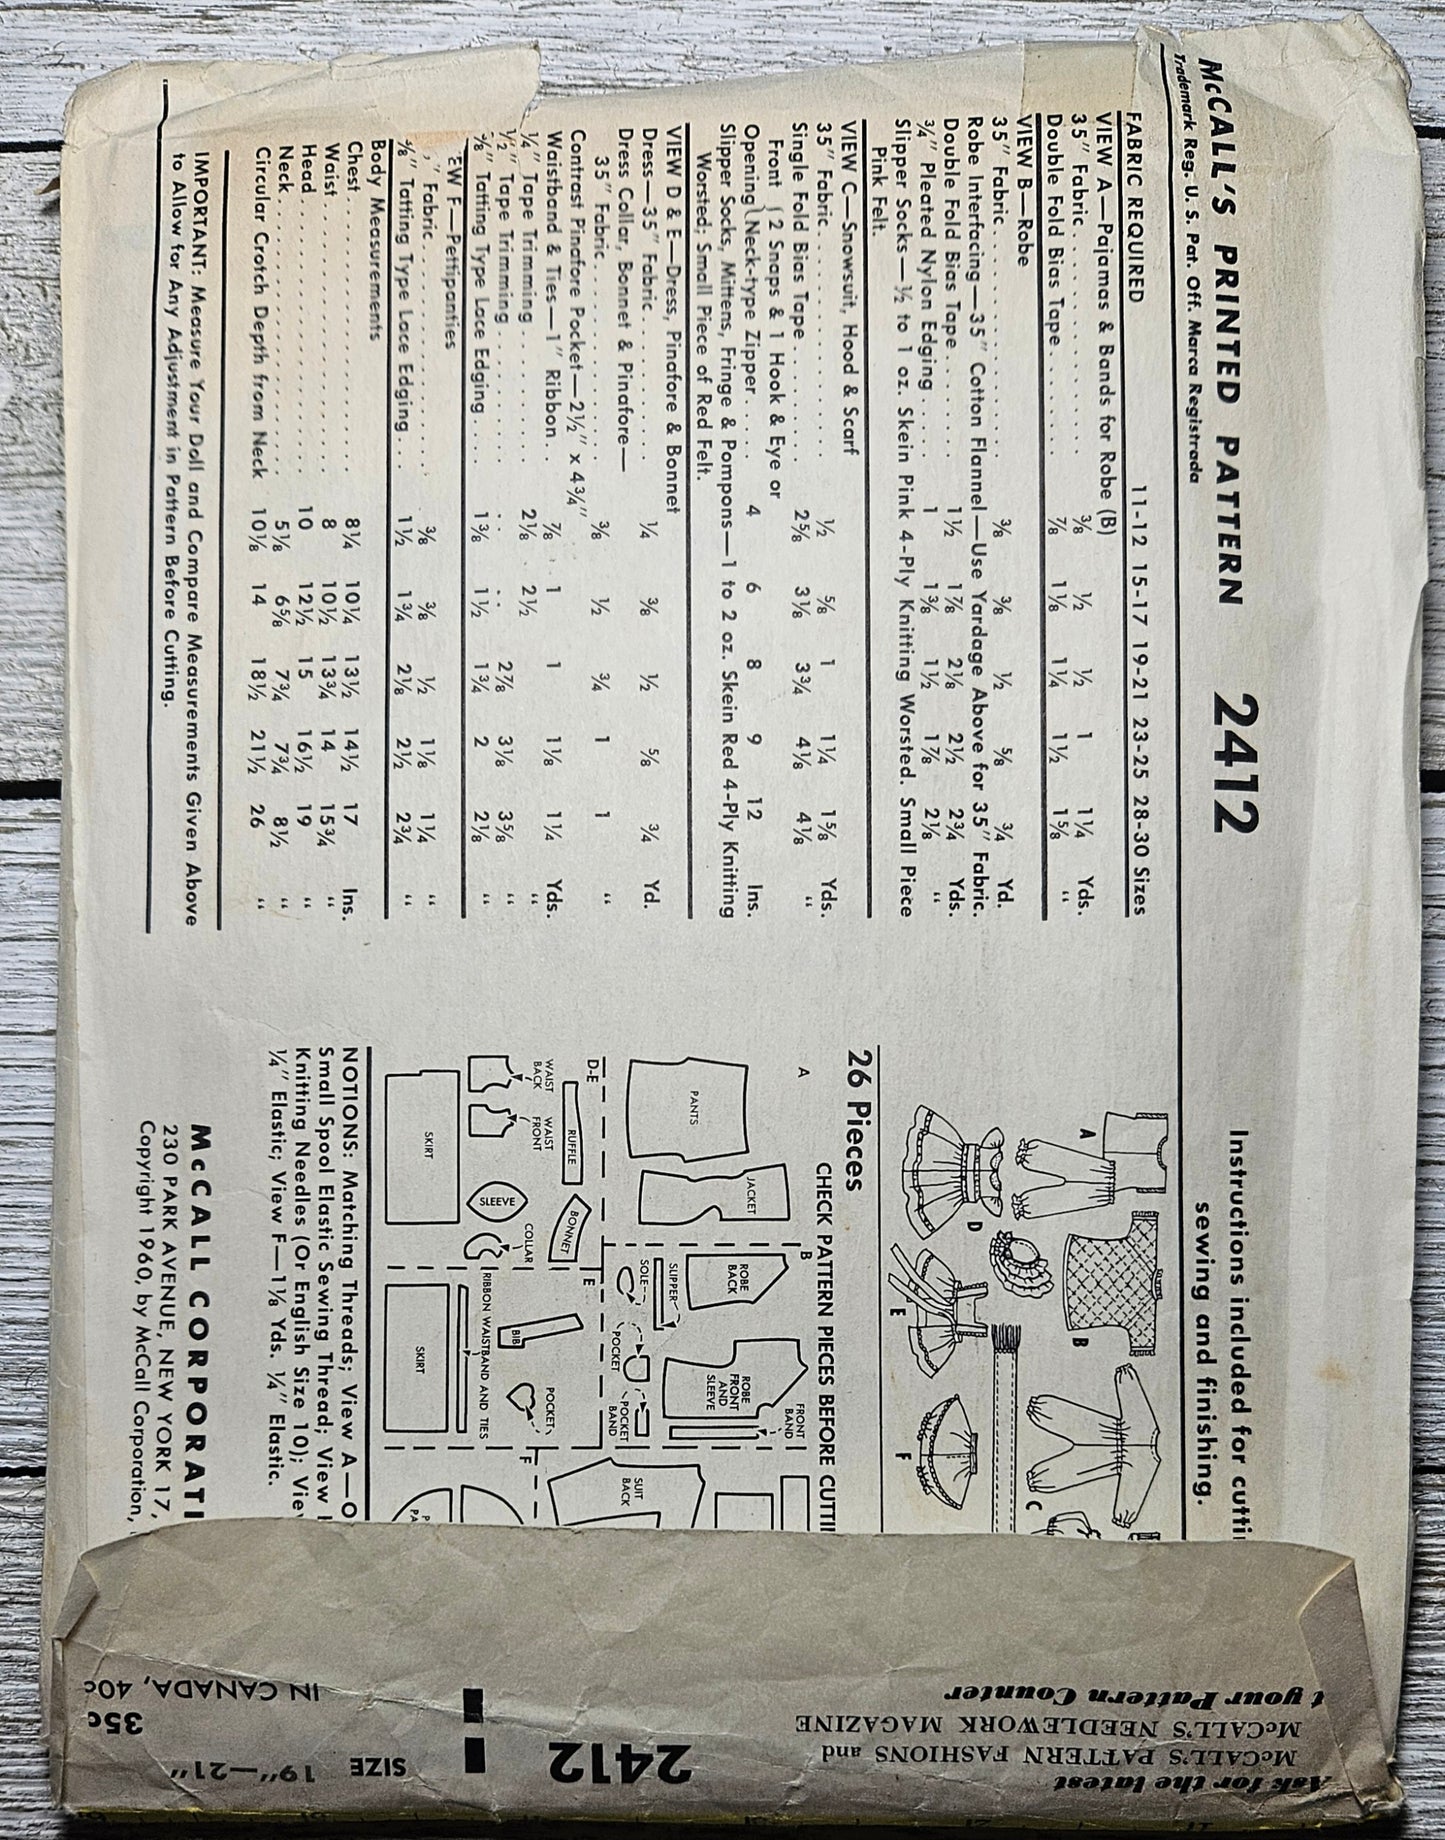 McCALL'S PRINTED PATTERN 2412
Trademark Reg. U. S. Pat. Off. Marca Registrada
FABRIC REQUIRED 11-12 15-17 19-21 23-25 28-30 Sizes
VIEW A—Pajamas & Bands for Robe (B)
35" Fabric . . . . . . . . . . . 3/8 1/2 1/2 1 1 1/4 Yds.
Double Fold Bias Tape . . . . . . 7/8 1 1/8 1 1/4 1 1/2 1 5/8 "
VIEW B—Robe
35" Fabric . . . . . . . . . . . 3/8 3/8 1/2 5/8 3/4 Yd.
Robe Interfacing—35" Cotton Flannel—Use Yardage Above for 35" Fabric.
Double Fold Bias Tape . . . . . . 1 1/2 1 7/8 2 1/8 2 1/2 2 3/4 Yds.
3/4" Pleated Nylon Edging . . . . 1 1 3/8 1 1/2 1 7/8 2 1/8 "
Slipper Socks—1/2 to 1 oz. Skein Pink 4-Ply Knitting Worsted. Small Piece
Pink Felt.
VIEW C—Snowsuit, Hood & Scarf
35" Fabric . . . . . . . . . . . 1/2 5/8 1 1 1/4 1 5/8 Yds.
Single Fold Bias Tape . . . . . . 2 5/8 3 1/8 3 3/4 4 1/8 4 1/8 "
Front { 2 Snaps & 1 Hook & Eye or
Opening { Neck-type Zipper . . . . 4 6 8 9 12 Ins.
Slipper Socks, Mittens, Fringe & Pompons—1 to 2 oz. Skein Red 4-Ply Knitting
Worsted; Small Piece of Red Felt.
VIEW D & E—Dress, Pinafore & Bonnet
Dress—35" Fabric . . . . . . . . 1/4 3/8 1/2 5/8 3/4 Yd.
Dress Collar, Bonnet & Pinafore—
35" Fabric . . . . . . . . . . . 3/8 1/2 3/4 1 1 "
Contrast Pinafore Pocket—2 1/2" x 4 3/4"
Waistband & Ties—1" Ribbon . . 7/8 1 1 1 1/8 1 1/4 Yds.
1/4" Tape Trimming . . . . . . . 2 1/8 2 1/2 "
1/2" Tape Trimming . . . . . . . . . . . 2 7/8 3 1/8 3 5/8 "
5/8" Tatting Type Lace Edging . . . . 1 3/8 1 1/2 1 3/4 2 2 1/8 "
EW F—Pettipanties
" Fabric . . . . . . . . . . . 3/8 3/8 1/2 1 1/8 1 1/4 "
5/8" Tatting Type Lace Edging . . . 1 1/2 1 3/4 2 1/8 2 1/2 2 3/4 "
Body Measurements
Chest . . . . . . . . . . . . . . 8 1/4 10 1/4 13 1/2 14 1/2 17 Ins.
Waist . . . . . . . . . . . . . . 8 10 1/2 13 3/4 14 15 3/4 "
Head . . . . . . . . . . . . . . 10 12 1/2 15 16 1/2 19 "
Neck . . . . . . . . . . . . . . 5 1/8 6 5/8 7 3/4 7 3/4 8 1/2 "
Circular Crotch Depth from Neck 10 1/8 14 18 1/2 21 1/2 26 "
IMPORTANT: Measure Your Doll and Compare Measurements Given Above
to Allow for Any Adjustment in Pattern Before Cutting.
Instructions included for cutti
sewing and finishing.
A
B
C
D
E
F
26 Pieces
CHECK PATTERN PIECES BEFORE CUTTI
A
PANTS
JACKET
B
ROBE BACK
SLIPPER
SOLE
ROBE FRONT AND SLEEVE
FRONT BAND
POCKET
POCKET BAND
D-E
RUFFLE
BONNET
WAIST BACK
WAIST FRONT
SLEEVE
COLLAR
SKIRT
E
BIB
POCKET
RIBBON WAISTBAND AND TIES
SKIRT
SUIT BACK
F
NOTIONS: Matching Threads; View A—O
Small Spool Elastic Sewing Thread; View
Knitting Needles (Or English Size 10); Vie
1/4" Elastic; View F—1 1/8 Yds. 1/4" Elastic.
McCALL CORPORATI
230 PARK AVENUE, NEW YORK 17,
Copyright 1960, by McCall Corporation,
Ask for the latest
McCALL'S PATTERN FASHIONS and
McCALL'S NEEDLEWORK MAGAZINE
t your Pattern Counter
2412
SIZE 19"—21"
35c
IN CANADA, 40c